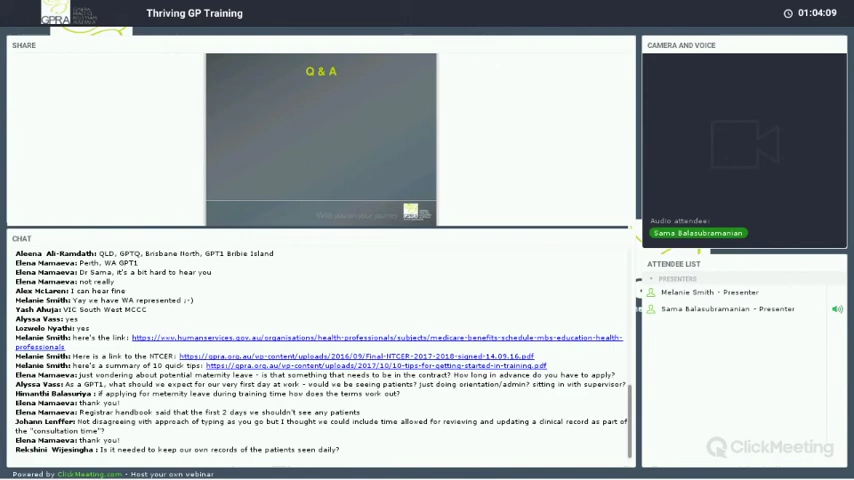 GPRA
GENERAL
PRACTICE
REGISTRARS
AUSTRALIA
Thriving GP Training
01:04:09
SHARE
CAMERA AND VOICE
Q & A
With you on your journey
Audio attendee:
Sama Balasubramanian
CHAT
Aleena Ali-Ramdath: QLD, GPTQ, Brisbane North, GPT1 Bribie Island
Elena Mamaeva: Perth, WA GPT1
Elena Mamaeva: Dr Sama, it's a bit hard to hear you
Elena Mamaeva: not really
Alex McLaren: I can hear fine
Melanie Smith: Yay we have WA represented ;-)
Yash Ahuja: VIC South West MCCC
Alyssa Vass: yes
Lozwelo Nyathi: yes
Melanie Smith: here's the link: https://www.humanservices.gov.au/organisations/health-professionals/subjects/medicare-benefits-schedule-mbs-education-health-
professionals
Melanie Smith: Here is a link to the NTCER: https://gpra.org.au/wp-content/uploads/2016/09/Final-NTCER-2017-2018-signed-14.09.16.pdf
Melanie Smith: here's a summary of 10 quick tips: https://gpra.org.au/wp-content/uploads/2017/10/10-tips-for-getting-started-in-training.pdf
Elena Mamaeva: just wondering about potential maternity leave - is that something that needs to be in the contract? How long in advance do you have to apply?
Alyssa Vass: As a GPT1, what should we expect for our very first day at work - would we be seeing patients? just doing orientation/admin? sitting in with supervisor?
Himanthi Balasuriya: if applying for meternity leave during training time how does the terms work out?
Elena Mamaeva: thank you!
Elena Mamaeva: Registrar handbook said that the first 2 days we shouldn't see any patients
Johann Lenffer: Not disagreeing with approach of typing as you go but I thought we could include time allowed for reviewing and updating a clinical record as part of
the "consultation time"?
Elena Mamaeva: thank you!
Rekshini Wijesingha : Is it needed to keep our own records of the patients seen daily?
ATTENDEE LIST
PRESENTERS
Melanie Smith - Presenter
Sama Balasubramanian - Presenter
ClickMeeting
Powered by ClickMeeting.com - Host your own webinar